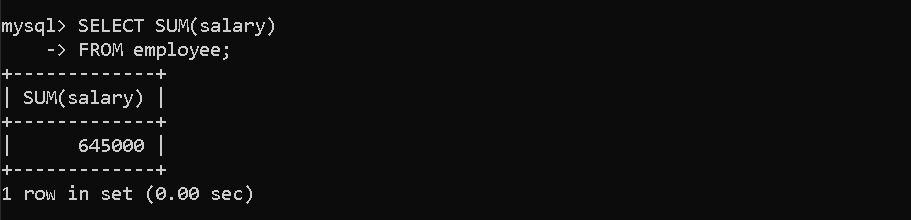 mysql> SELECT SUM(salary)
    -> FROM employee;
+-------------+
| SUM(salary) |
+-------------+
|      645000 |
+-------------+
1 row in set (0.00 sec)